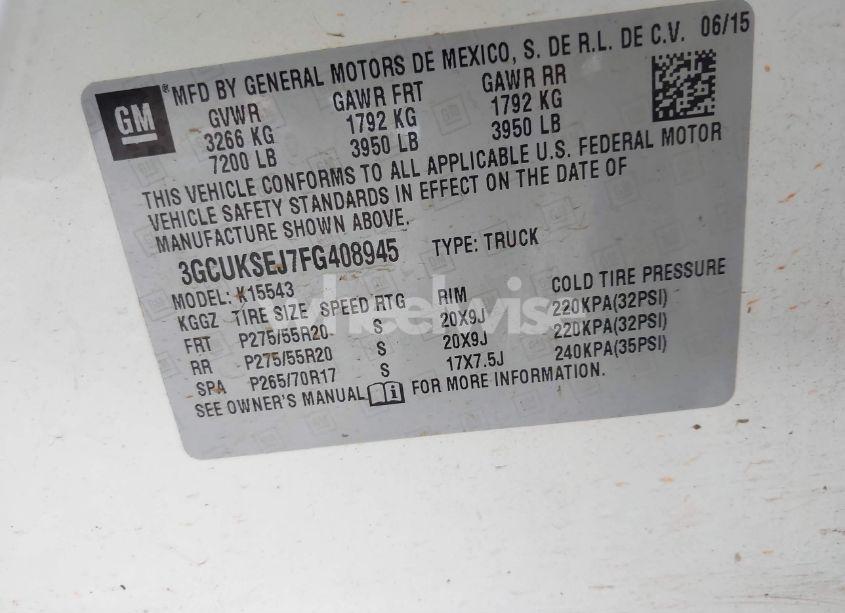 MFD BY GENERAL MOTORS DE MEXICO, S. DE R.L. DE C.V. 06/15
GM
GVWR GAWR FRT GAWR RR
3266 KG 1792 KG 1792 KG
7200 LB 3950 LB 3950 LB
THIS VEHICLE CONFORMS TO ALL APPLICABLE U.S. FEDERAL MOTOR
VEHICLE SAFETY STANDARDS IN EFFECT ON THE DATE OF
MANUFACTURE SHOWN ABOVE.
3GCUKSEJ7FG408945 TYPE: TRUCK
MODEL: K15543
KGGZ TIRE SIZE SPEED RTG RIM COLD TIRE PRESSURE
FRT P275/55R20 S 20X9J 220KPA(32PSI)
RR P275/55R20 S 20X9J 220KPA(32PSI)
SPA P265/70R17 S 17X7.5J 240KPA(35PSI)
SEE OWNER'S MANUAL FOR MORE INFORMATION.
wheelwise